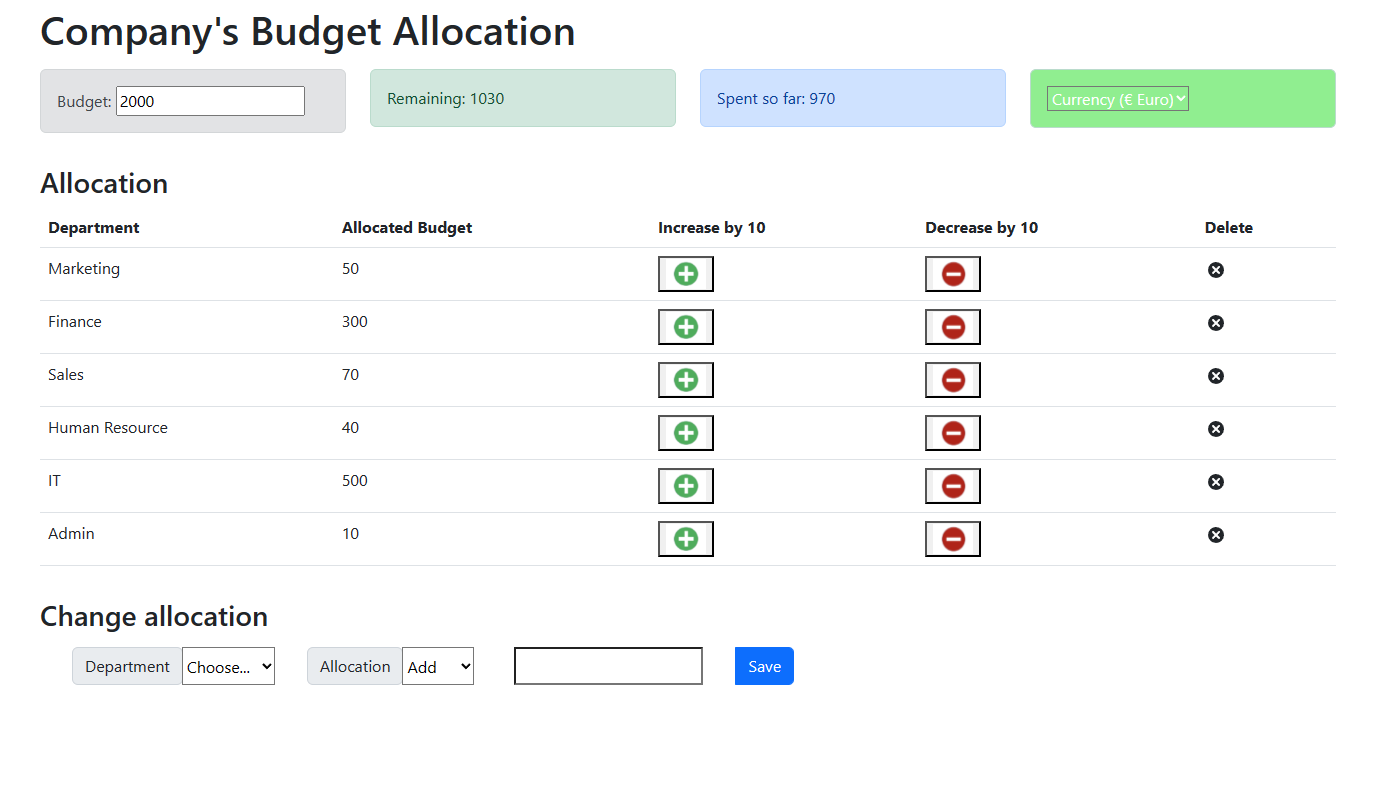 Company's Budget Allocation
Budget: 2000
Remaining: 1030
Spent so far: 970
Currency (€ Euro)
Allocation
Department Allocated Budget Increase by 10 Decrease by 10 Delete
Marketing 50
Finance 300
Sales 70
Human Resource 40
IT 500
Admin 10
Change allocation
Department Choose... Allocation Add Save